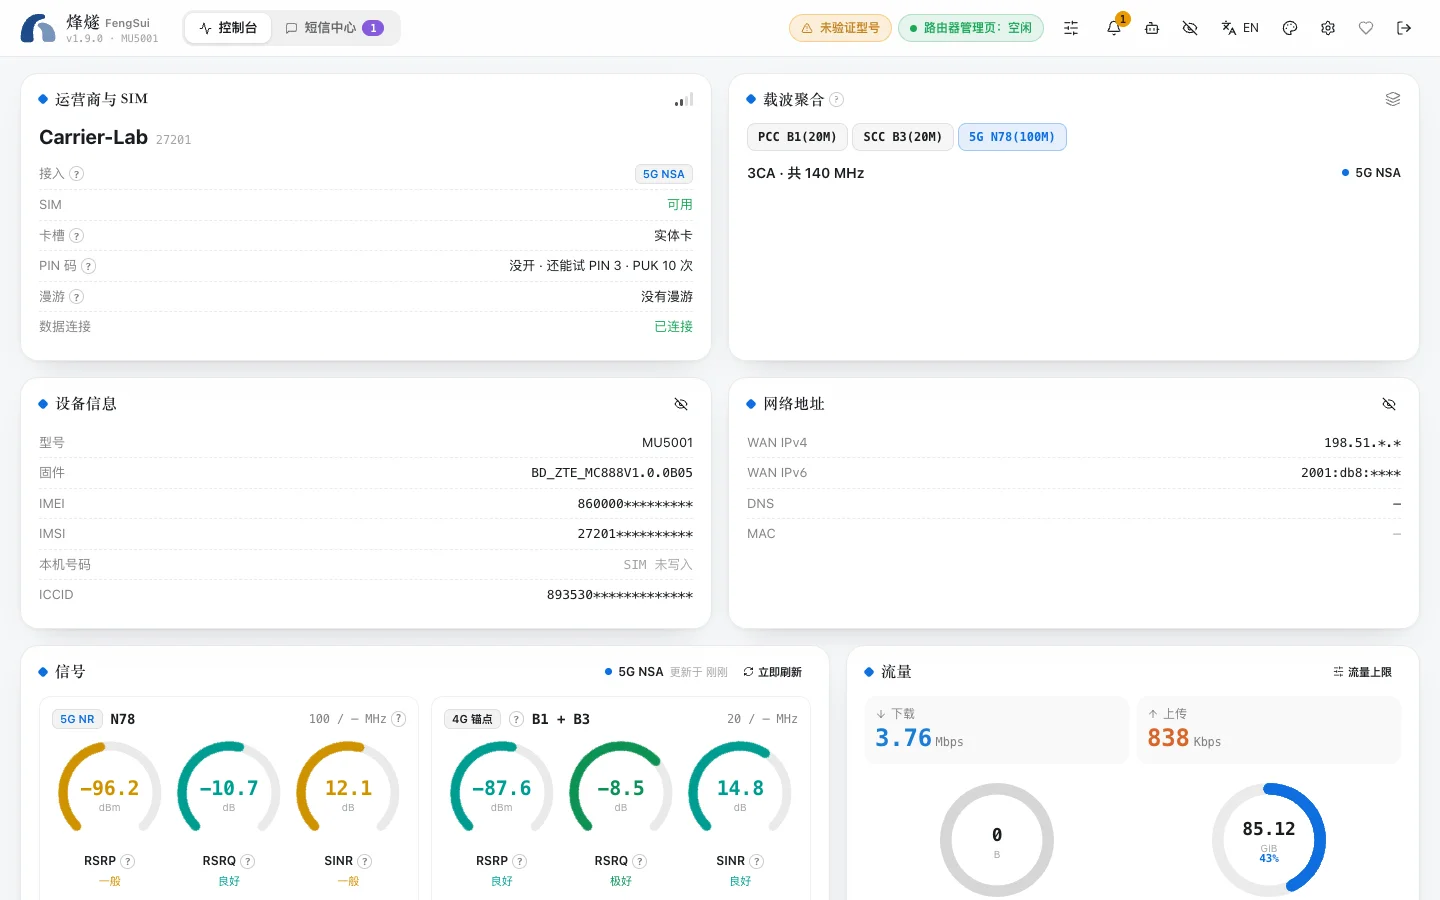 烽燧 FengSui
v1.9.0 · MU5001
控制台
短信中心 1
未验证型号
路由器管理页：空闲
1
EN
运营商与 SIM
Carrier-Lab 27201
接入 ?
5G NSA
SIM
可用
卡槽 ?
实体卡
PIN 码 ?
没开 · 还能试 PIN 3 · PUK 10 次
漫游 ?
没有漫游
数据连接
已连接
载波聚合 ?
PCC B1(20M) SCC B3(20M) 5G N78(100M)
3CA · 共 140 MHz
5G NSA
设备信息
型号
MU5001
固件
BD_ZTE_MC888V1.0.0B05
IMEI
860000*********
IMSI
27201**********
本机号码
SIM 未写入
ICCID
893530*************
网络地址
WAN IPv4
198.51.*.*
WAN IPv6
2001:db8:****
DNS
—
MAC
—
信号
5G NSA 更新于 刚刚 立即刷新
5G NR N78
100 / — MHz ?
−96.2
dBm
RSRP ?
一般
−10.7
dB
RSRQ ?
良好
12.1
dB
SINR ?
一般
4G 锚点 ? B1 + B3
20 / — MHz
−87.6
dBm
RSRP ?
良好
−8.5
dB
RSRQ ?
极好
14.8
dB
SINR ?
良好
流量
流量上限
下载
3.76 Mbps
上传
838 Kbps
0
B
85.12
GiB
43%